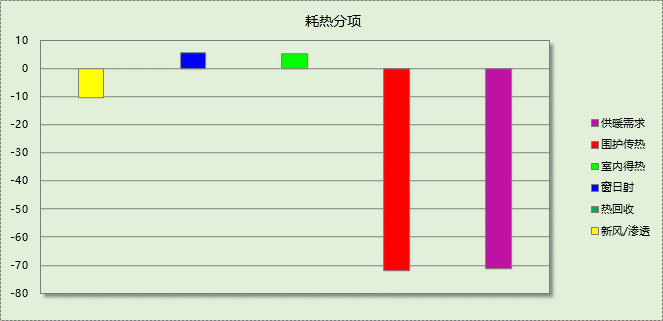 耗热分项
10
0
-10
-20
-30
-40
-50
-60
-70
-80
供暖需求
围护传热
室内得热
窗日射
热回收
新风/渗透